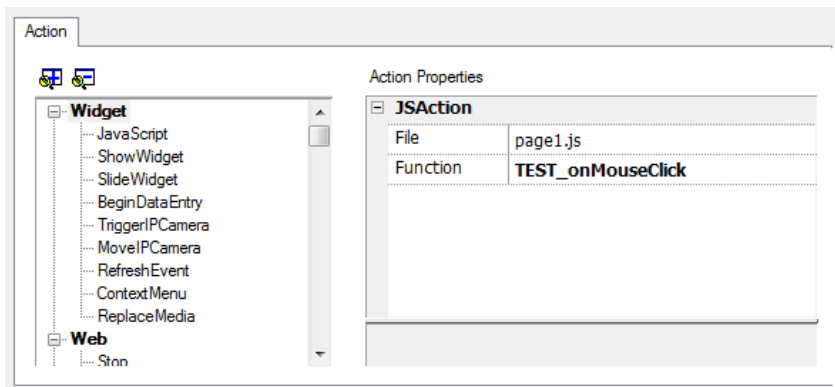 Action
Action Properties
Widget
JavaScript
ShowWidget
SlideWidget
BeginDataEntry
TriggerIPCamera
MoveIPCamera
RefreshEvent
ContextMenu
ReplaceMedia
Web
Stop
JSAction
File page1.js
Function TEST_onMouseClick